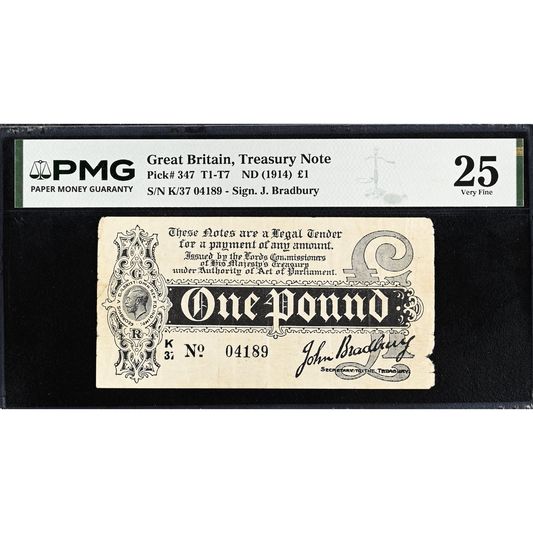 PMG
PAPER MONEY GUARANTY
Great Britain, Treasury Note
Pick# 347 T1-T7 ND (1914) £1
S/N K/37 04189 - Sign. J. Bradbury
25
Very Fine
These Notes are a Legal Tender
for a payment of any amount.
Issued by the Lords Commissioners
of His Majesty's Treasury
under Authority of Act of Parliament.
£
G
One Pound
R
K
37
No 04189
John Bradbury
SECRETARY TO THE TREASURY.
£1